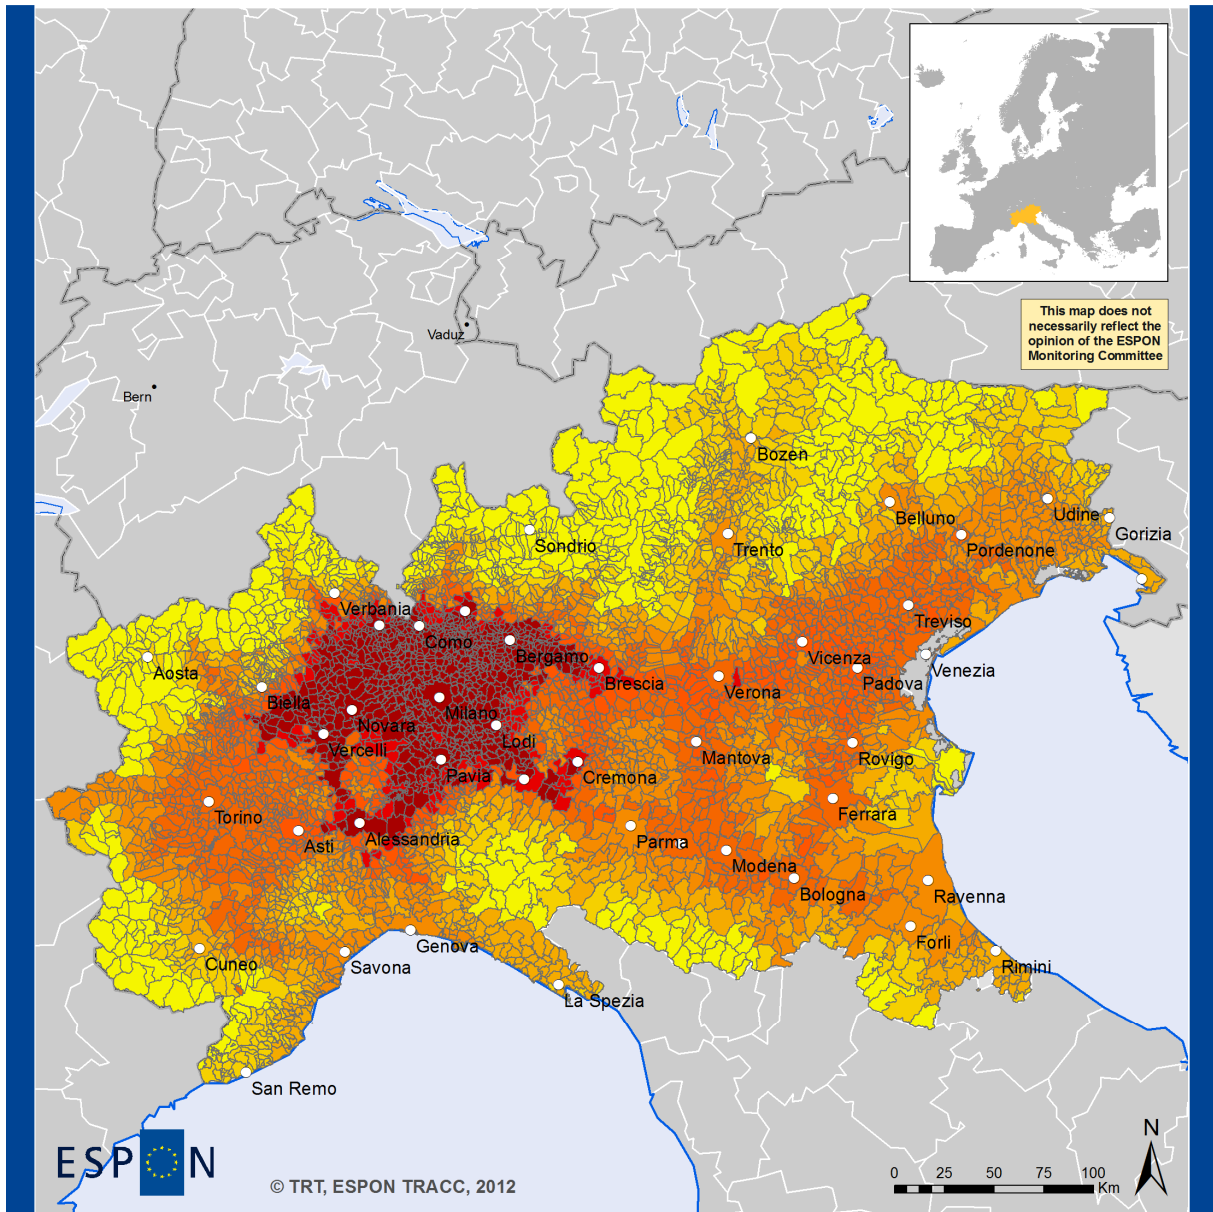 This map does not
necessarily reflect the
opinion of the ESPON
Monitoring Committee
Vaduz
Bern
Bozen
Belluno
Udine
Gorizia
Sondrio
Trento
Pordenone
Verbania
Treviso
Como
Bergamo
Vicenza
Venezia
Aosta
Brescia
Verona
Padova
Biella
Milano
Novara
Lodi
Vercelli
Mantova
Rovigo
Pavia
Cremona
Torino
Ferrara
Asti
Alessandria
Parma
Modena
Bologna
Ravenna
Genova
Forli
Cuneo
Savona
Rimini
La Spezia
San Remo
N
ESPON
0 25 50 75 100
Km
© TRT, ESPON TRACC, 2012